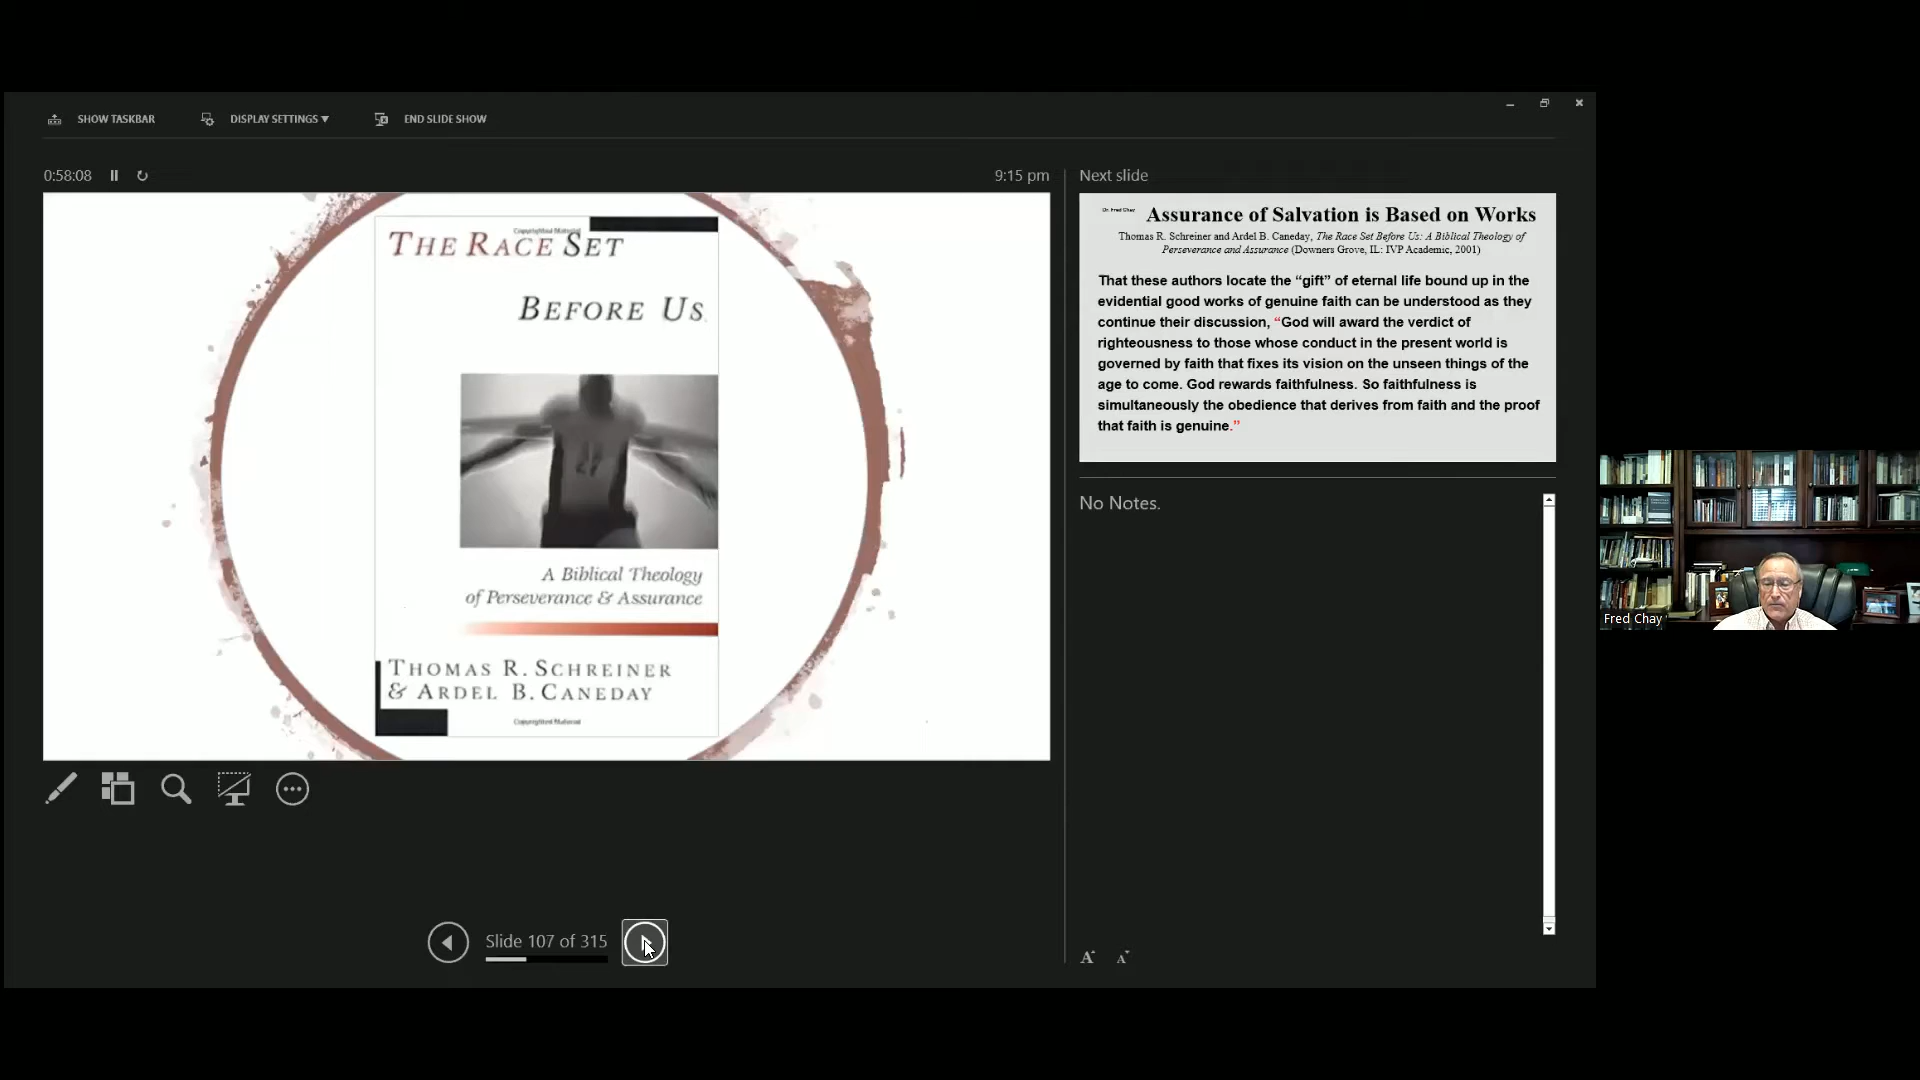 SHOW TASKBAR
DISPLAY SETTINGS ▼
END SLIDE SHOW
0:58:08
9:15 pm
Copyrighted Material
THE RACE SET
BEFORE US
A Biblical Theology
of Perseverance & Assurance
THOMAS R. SCHREINER
& ARDEL B. CANEDAY
Copyrighted Material
Slide 107 of 315
Next slide
Dr. Fred Chay
Assurance of Salvation is Based on Works
Thomas R. Schreiner and Ardel B. Caneday, The Race Set Before Us: A Biblical Theology of
Perseverance and Assurance (Downers Grove, IL: IVP Academic, 2001)
That these authors locate the “gift” of eternal life bound up in the
evidential good works of genuine faith can be understood as they
continue their discussion, “God will award the verdict of
righteousness to those whose conduct in the present world is
governed by faith that fixes its vision on the unseen things of the
age to come. God rewards faithfulness. So faithfulness is
simultaneously the obedience that derives from faith and the proof
that faith is genuine.”
No Notes.
A A
Fred Chay